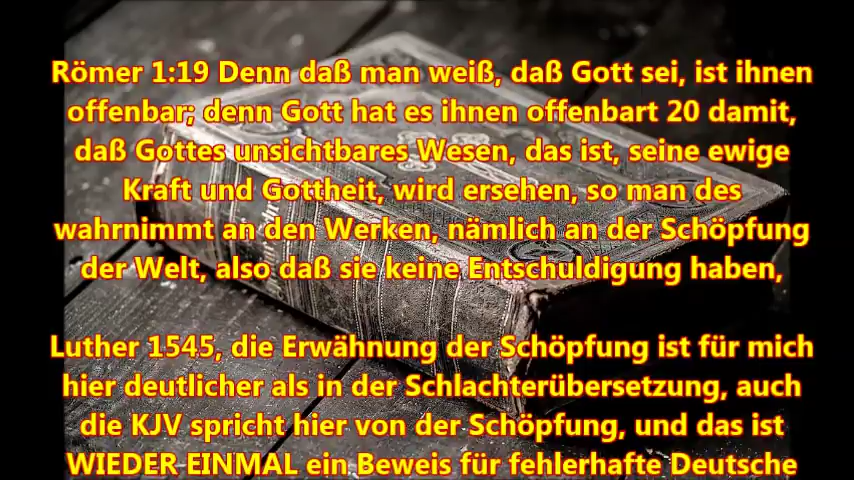 Römer 1:19 Denn daß man weiß, daß Gott sei, ist ihnen
offenbar; denn Gott hat es ihnen offenbart 20 damit,
daß Gottes unsichtbares Wesen, das ist, seine ewige
Kraft und Gottheit, wird ersehen, so man des
wahrnimmt an den Werken, nämlich an der Schöpfung
der Welt, also daß sie keine Entschuldigung haben,
Luther 1545, die Erwähnung der Schöpfung ist für mich
hier deutlicher als in der Schlachterübersetzung, auch
die KJV spricht hier von der Schöpfung, und das ist
WIEDER EINMAL ein Beweis für fehlerhafte Deutsche